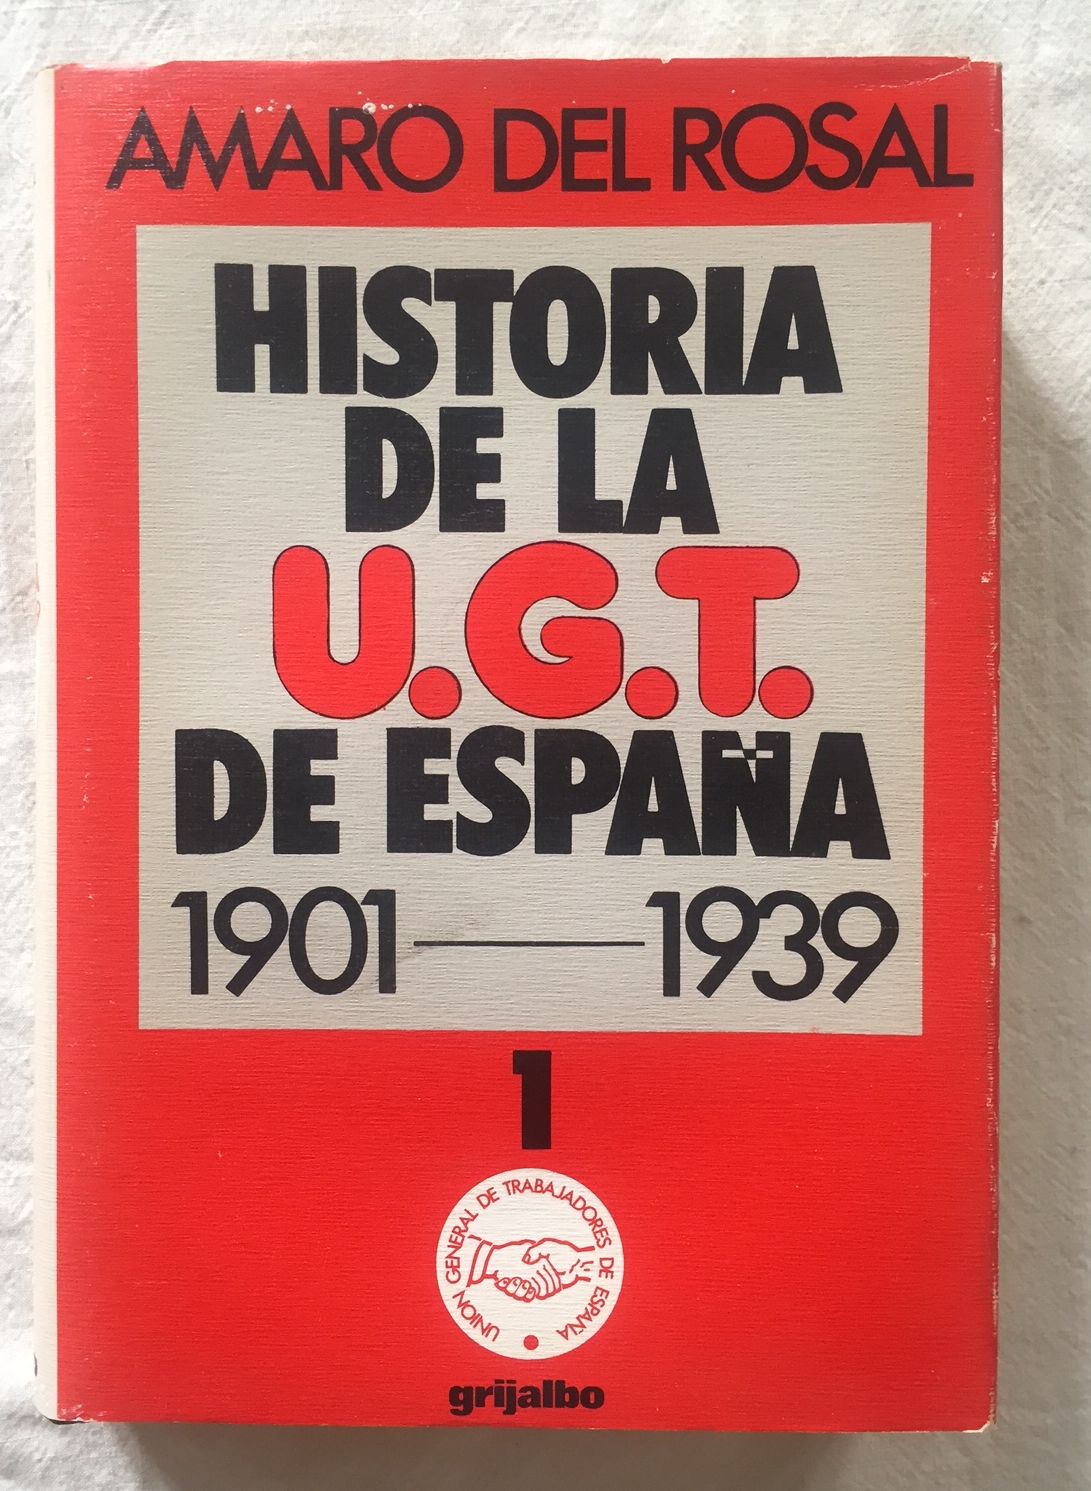 AMARO DEL ROSAL
HISTORIA
DE LA
U.G.T.
DE ESPAÑA
1901—1939
1
UNION GENERAL DE TRABAJADORES DE ESPAÑA
grijalbo